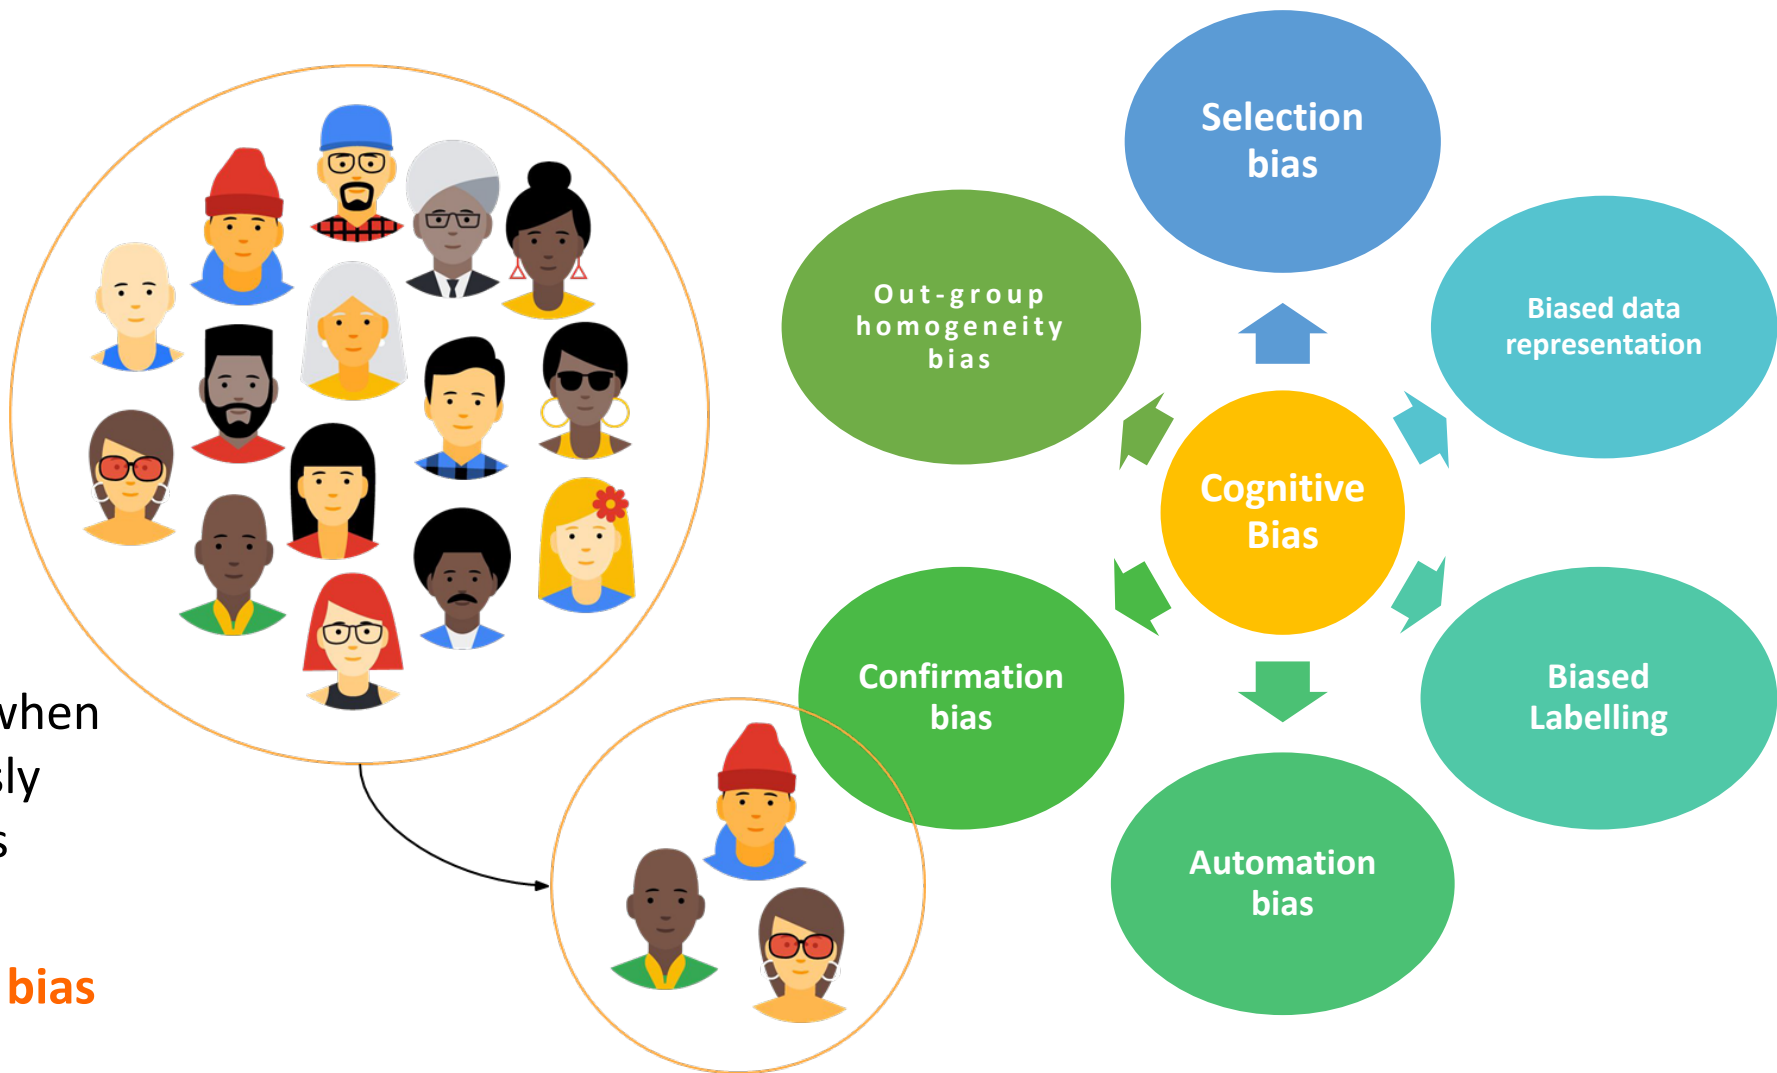 Selection
bias
Out-group
homogeneity
bias
Biased data
representation
Cognitive
Bias
Confirmation
bias
Biased
Labelling
Automation
bias
when
bias